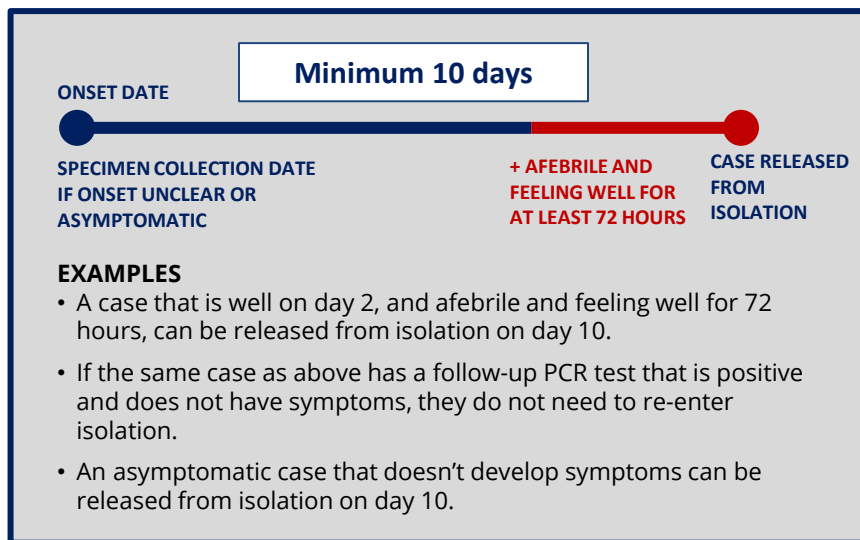 Minimum 10 days
ONSET DATE
SPECIMEN COLLECTION DATE
IF ONSET UNCLEAR OR
ASYMPTOMATIC
+ AFEBRILE AND
FEELING WELL FOR
AT LEAST 72 HOURS
CASE RELEASED
FROM
ISOLATION
EXAMPLES
• A case that is well on day 2, and afebrile and feeling well for 72
hours, can be released from isolation on day 10.
• If the same case as above has a follow-up PCR test that is positive
and does not have symptoms, they do not need to re-enter
isolation.
• An asymptomatic case that doesn’t develop symptoms can be
released from isolation on day 10.